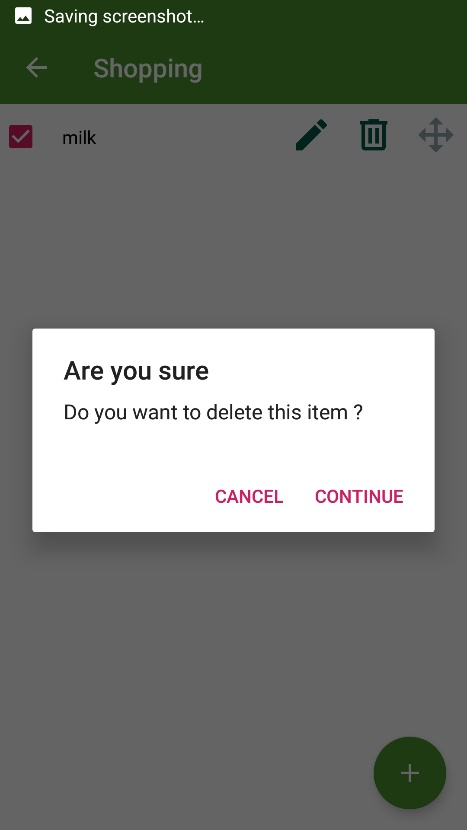 Saving screenshot...
Shopping
milk
Are you sure
Do you want to delete this item ?
CANCEL CONTINUE